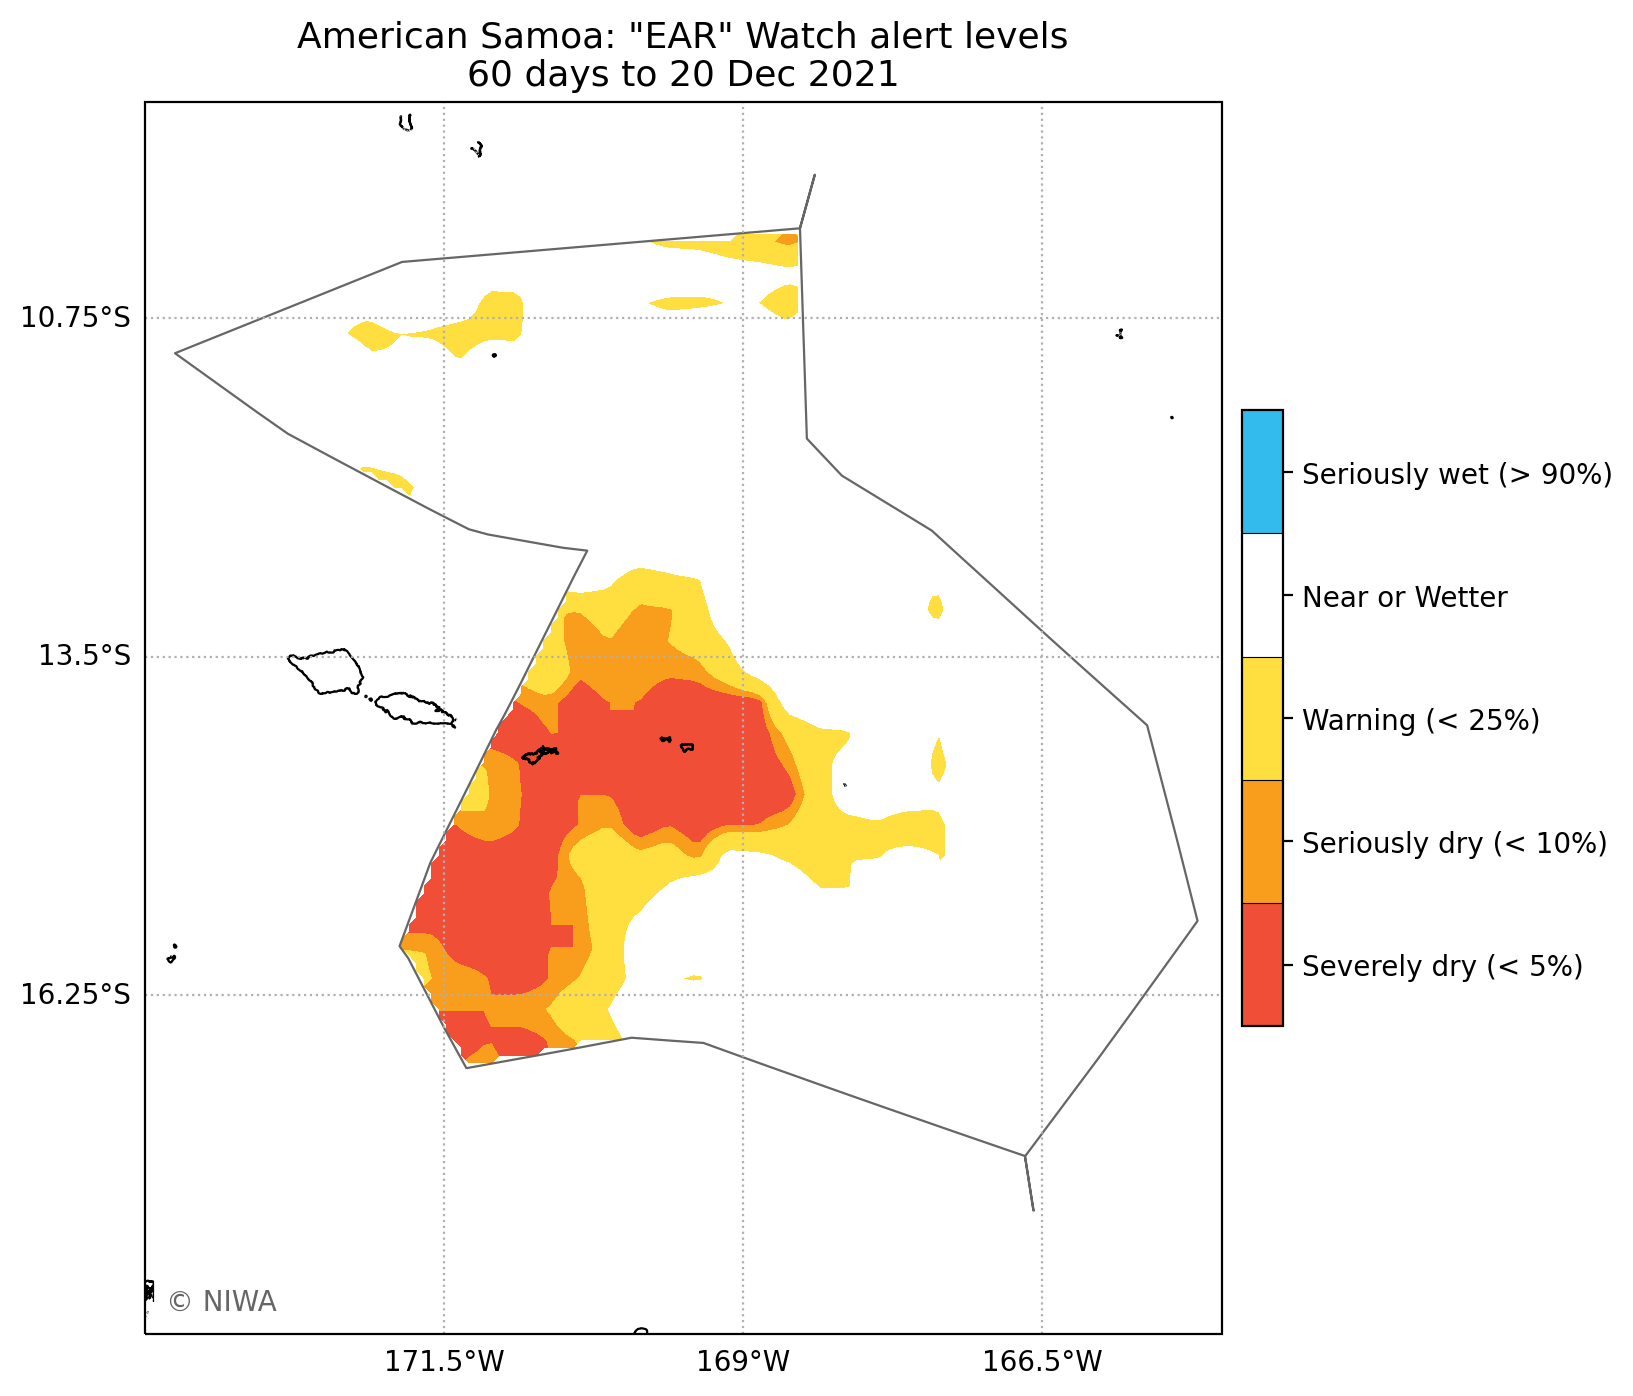 American Samoa: "EAR" Watch alert levels
60 days to 20 Dec 2021
10.75°S
13.5°S
16.25°S
171.5°W
169°W
166.5°W
Seriously wet (> 90%)
Near or Wetter
Warning (< 25%)
Seriously dry (< 10%)
Severely dry (< 5%)
© NIWA